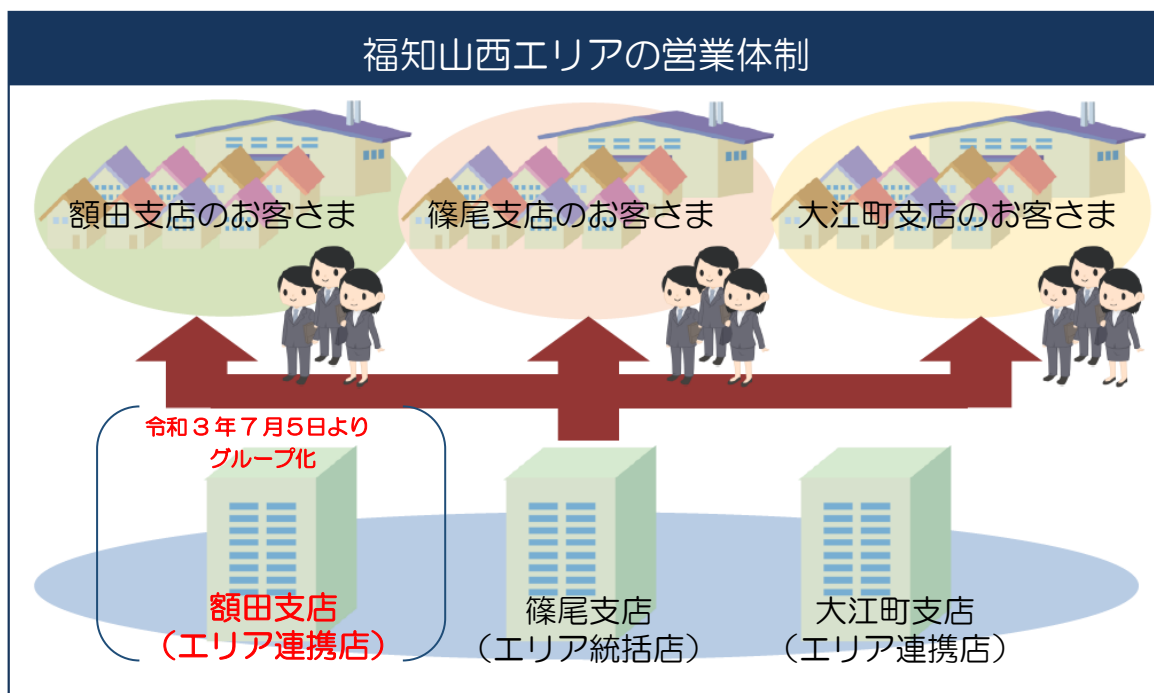 福知山西エリアの営業体制
額田支店のお客さま
篠尾支店のお客さま
大江町支店のお客さま
令和３年７月５日より
グループ化
額田支店
（エリア連携店）
篠尾支店
（エリア統括店）
大江町支店
（エリア連携店）